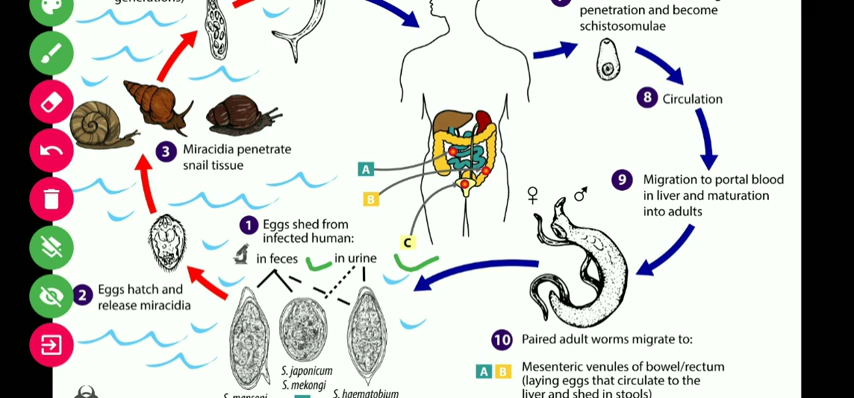 generations)
penetration and become
schistosomulae
8 Circulation
3 Miracidia penetrate
snail tissue
A
B
C
9 Migration to portal blood
in liver and maturation
into adults
♀ ♂
1 Eggs shed from
infected human:
in feces in urine
2 Eggs hatch and
release miracidia
10 Paired adult worms migrate to:
S. japonicum
S. mekongi
S. mansoni
S. haematobium
A B Mesenteric venules of bowel/rectum
(laying eggs that circulate to the
liver and shed in stools)